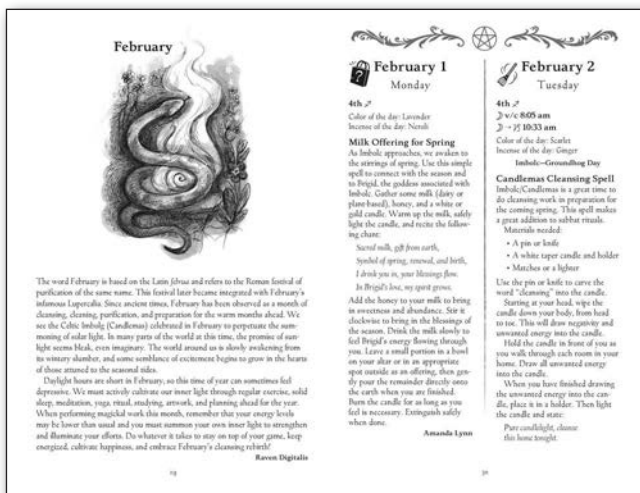 February
The word February is based on the Latin februa and refers to the Roman festival of
purification of the same name. This festival later became integrated with February's
infamous Lupercalia. Since ancient times, February has been observed as a month of
cleansing, clearing, purification, and preparation for the warm months ahead. We
see the Celtic Imbolg (Candlemas) celebrated in February to perpetuate the sum-
moning of solar light. In many parts of the world at this time, the promise of sun-
light seems bleak, even imaginary. The world around us is slowly awakening from
its wintery slumber, and some semblance of excitement begins to grow in the hearts
of those attuned to the seasonal tides.
Daylight hours are short in February, so this time of year can sometimes feel
depressive. We must actively cultivate our inner light through regular exercise, solid
sleep, meditation, yoga, ritual, studying, artwork, and planning ahead for the year.
When performing magickal work this month, remember that your energy levels
may be lower than usual and you must summon your own inner light to strengthen
and illuminate your efforts. Do whatever it takes to stay on top of your game, keep
energized, cultivate happiness, and embrace February's cleansing rebirth!
Raven Digitalis
February 1
Monday
4th ♐
Color of the day: Lavender
Incense of the day: Neroli
Milk Offering for Spring
As Imbolc approaches, we awaken to
the stirrings of spring. Use this simple
spell to connect with the season and
to Brigid, the goddess associated with
Imbolc. Gather some milk (dairy or
plant-based), honey, and a white or
gold candle. Warm up the milk, safely
light the candle, and recite the follow-
ing chant:
Sacred milk, gift from earth,
Symbol of spring, renewal, and birth,
I drink you in, your blessings flow.
In Brigid's love, my spirit grows.
Add the honey to your milk to bring
in sweetness and abundance. Stir it
clockwise to bring in the blessings of
the season. Drink the milk slowly to
feel Brigid's energy flowing through
you. Leave a small portion in a bowl
on your altar or in an appropriate
spot outside as an offering, then gen-
tly pour the remainder directly onto
the earth when you are finished.
Burn the candle for as long as you
feel is necessary. Extinguish safely
when done.
Amanda Lynn
February 2
Tuesday
4th ♐
☽ v/c 8:05 am
☽ → ♑ 10:33 am
Color of the day: Scarlet
Incense of the day: Ginger
Imbolc–Groundhog Day
Candlemas Cleansing Spell
Imbolc/Candlemas is a great time to
do cleansing work in preparation for
the coming spring. This spell makes
a great addition to sabbat rituals.
Materials needed:
• A pin or knife
• A white taper candle and holder
• Matches or a lighter
Use the pin or knife to carve the
word "cleansing" into the candle.
Starting at your head, wipe the
candle down your body, from head
to toe. This will draw negativity and
unwanted energy into the candle.
Hold the candle in front of you as
you walk through each room in your
home. Draw all unwanted energy
into the candle.
When you have finished drawing
the unwanted energy into the can-
dle, place it in a holder. Then light
the candle and state:
Pure candlelight, cleanse
this home tonight.